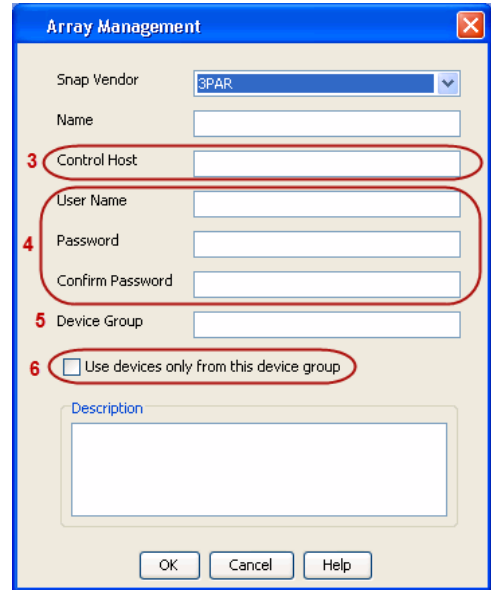 Array Management
Snap Vendor 3PAR
Name
3 Control Host
User Name
4 Password
Confirm Password
5 Device Group
6 Use devices only from this device group
Description
OK Cancel Help